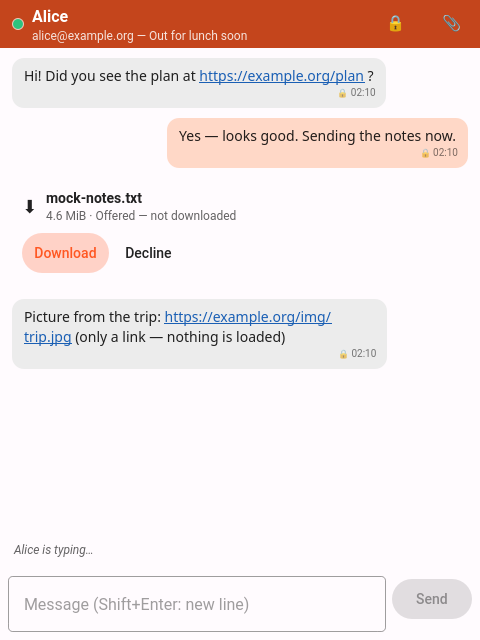 Alice
alice@example.org — Out for lunch soon
Hi! Did you see the plan at https://example.org/plan ?
02:10
Yes — looks good. Sending the notes now.
02:10
mock-notes.txt
4.6 MiB · Offered — not downloaded
Download Decline
Picture from the trip: https://example.org/img/
trip.jpg (only a link — nothing is loaded)
02:10
Alice is typing…
Message (Shift+Enter: new line)
Send